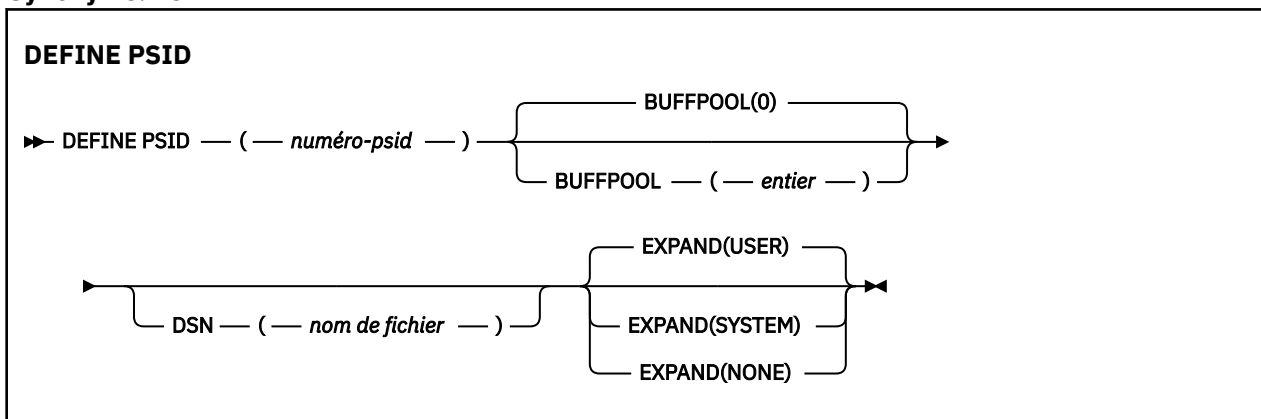 DEFINE PSID
BUFFPOOL(0)
DEFINE PSID ( numéro-psid )
BUFFPOOL ( entier )
EXPAND(USER)
DSN ( nom de fichier )
EXPAND(SYSTEM)
EXPAND(NONE)